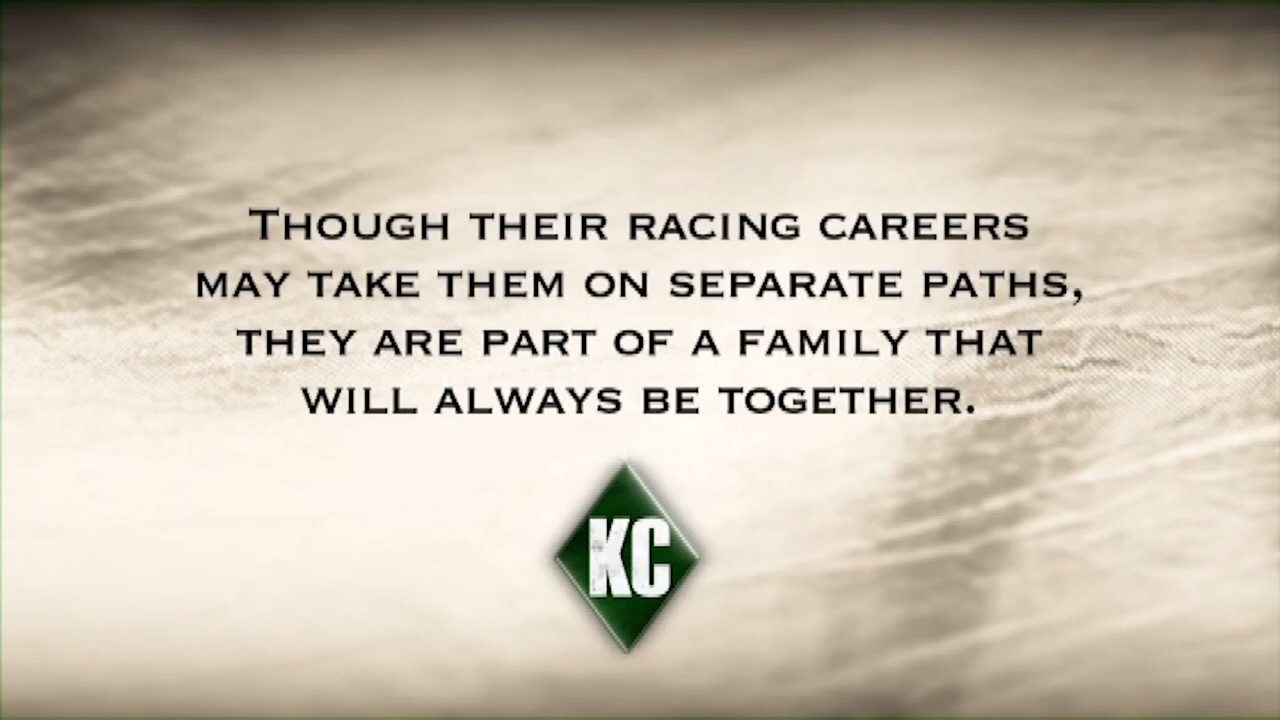 THOUGH THEIR RACING CAREERS
MAY TAKE THEM ON SEPARATE PATHS,
THEY ARE PART OF A FAMILY THAT
WILL ALWAYS BE TOGETHER.
KC